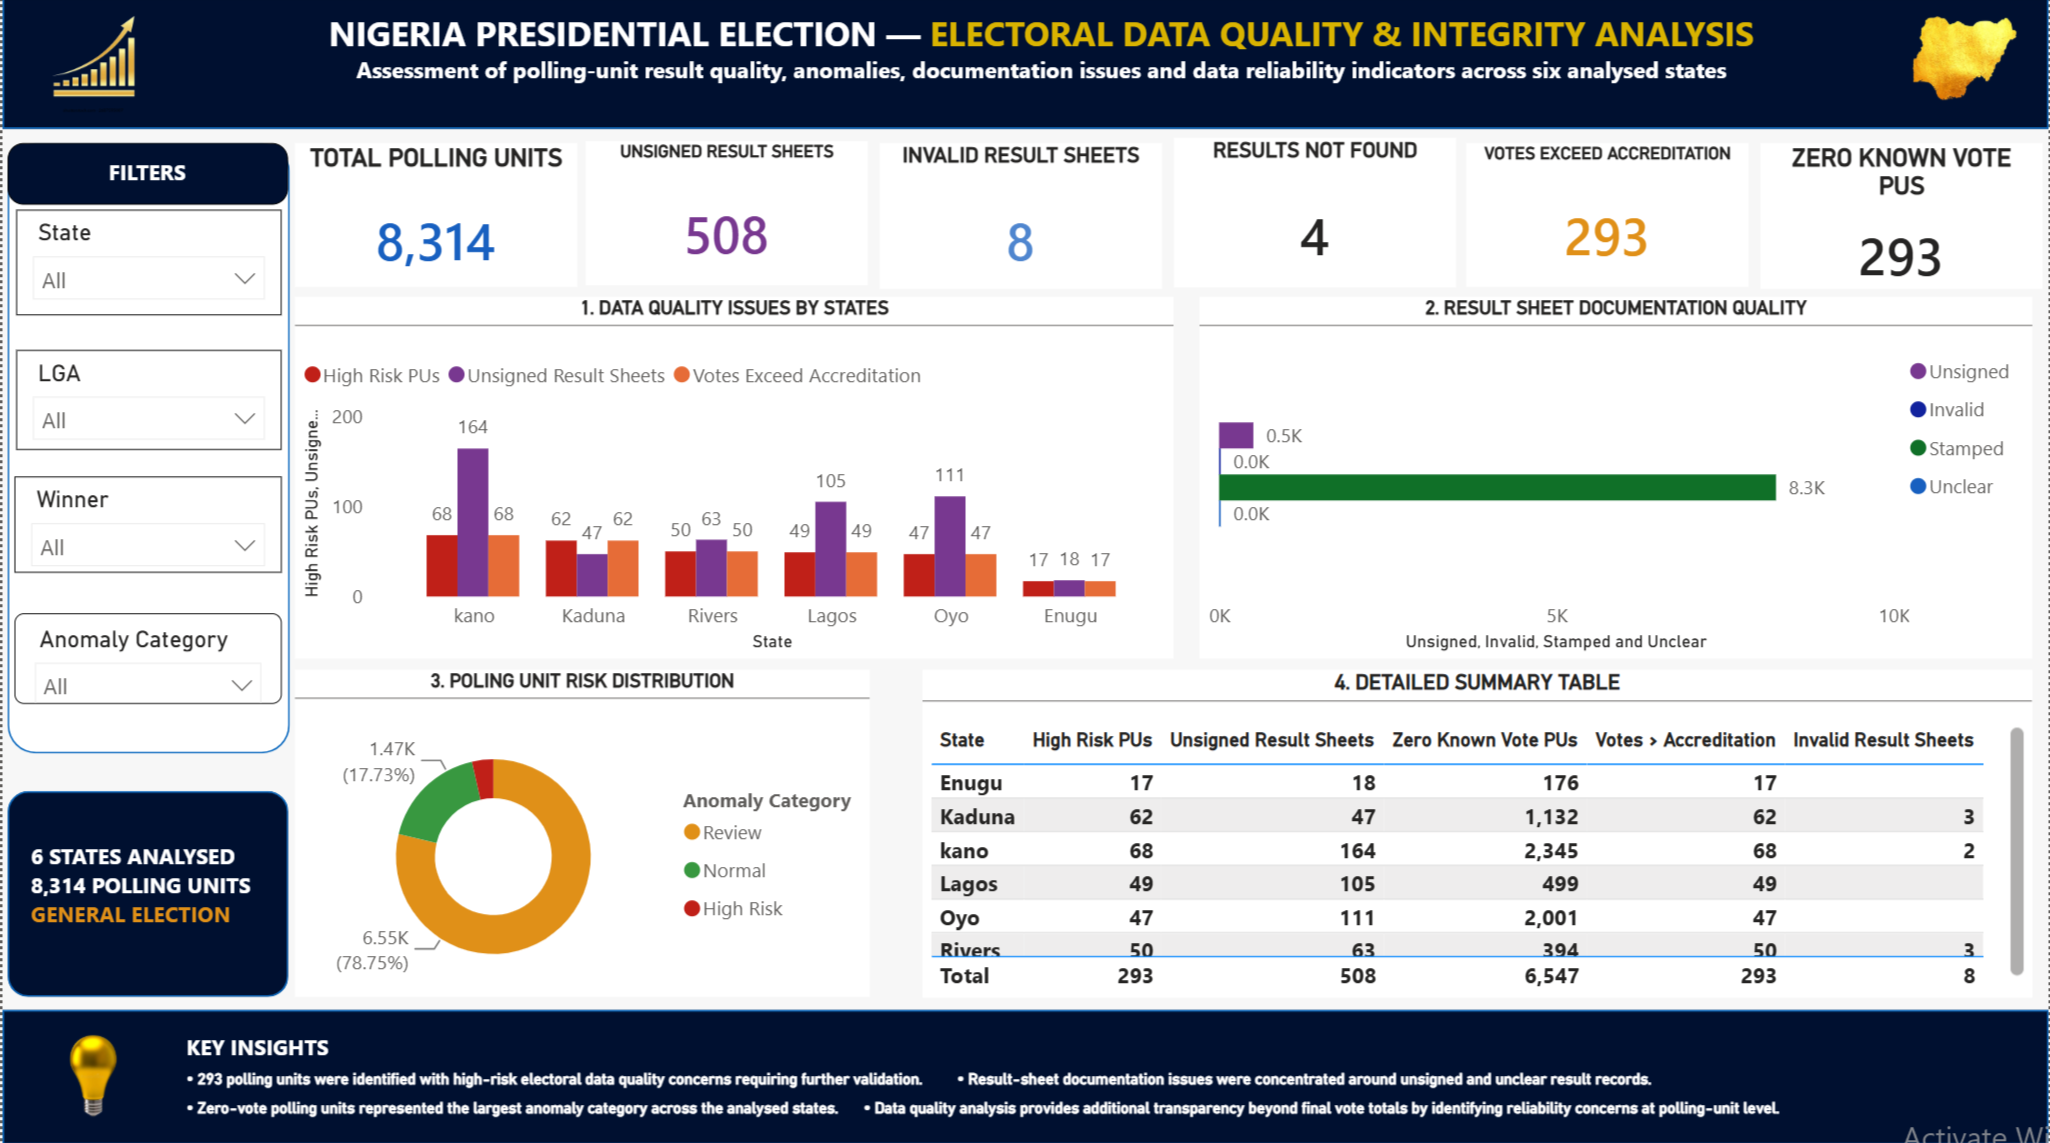 NIGERIA PRESIDENTIAL ELECTION — ELECTORAL DATA QUALITY & INTEGRITY ANALYSIS
Assessment of polling-unit result quality, anomalies, documentation issues and data reliability indicators across six analysed states
FILTERS
State
All
LGA
All
Winner
All
Anomaly Category
All
6 STATES ANALYSED
8,314 POLLING UNITS
GENERAL ELECTION
TOTAL POLLING UNITS
8,314
UNSIGNED RESULT SHEETS
508
INVALID RESULT SHEETS
8
RESULTS NOT FOUND
4
VOTES EXCEED ACCREDITATION
293
ZERO KNOWN VOTE
PUS
293
1. DATA QUALITY ISSUES BY STATES
High Risk PUs Unsigned Result Sheets Votes Exceed Accreditation
High Risk PUs, Unsigne...
200
100
0
68 164 68
62 47 62
50 63 50
49 105 49
47 111 47
17 18 17
kano Kaduna Rivers Lagos Oyo Enugu
State
2. RESULT SHEET DOCUMENTATION QUALITY
Unsigned
Invalid
Stamped
Unclear
0.5K
0.0K
8.3K
0.0K
0K 5K 10K
Unsigned, Invalid, Stamped and Unclear
3. POLING UNIT RISK DISTRIBUTION
1.47K
(17.73%)
6.55K
(78.75%)
Anomaly Category
Review
Normal
High Risk
4. DETAILED SUMMARY TABLE
State High Risk PUs Unsigned Result Sheets Zero Known Vote PUs Votes > Accreditation Invalid Result Sheets
Enugu 17 18 176 17
Kaduna 62 47 1,132 62 3
kano 68 164 2,345 68 2
Lagos 49 105 499 49
Oyo 47 111 2,001 47
Rivers 50 63 394 50 3
Total 293 508 6,547 293 8
KEY INSIGHTS
• 293 polling units were identified with high-risk electoral data quality concerns requiring further validation. • Result-sheet documentation issues were concentrated around unsigned and unclear result records.
• Zero-vote polling units represented the largest anomaly category across the analysed states. • Data quality analysis provides additional transparency beyond final vote totals by identifying reliability concerns at polling-unit level.
Activate